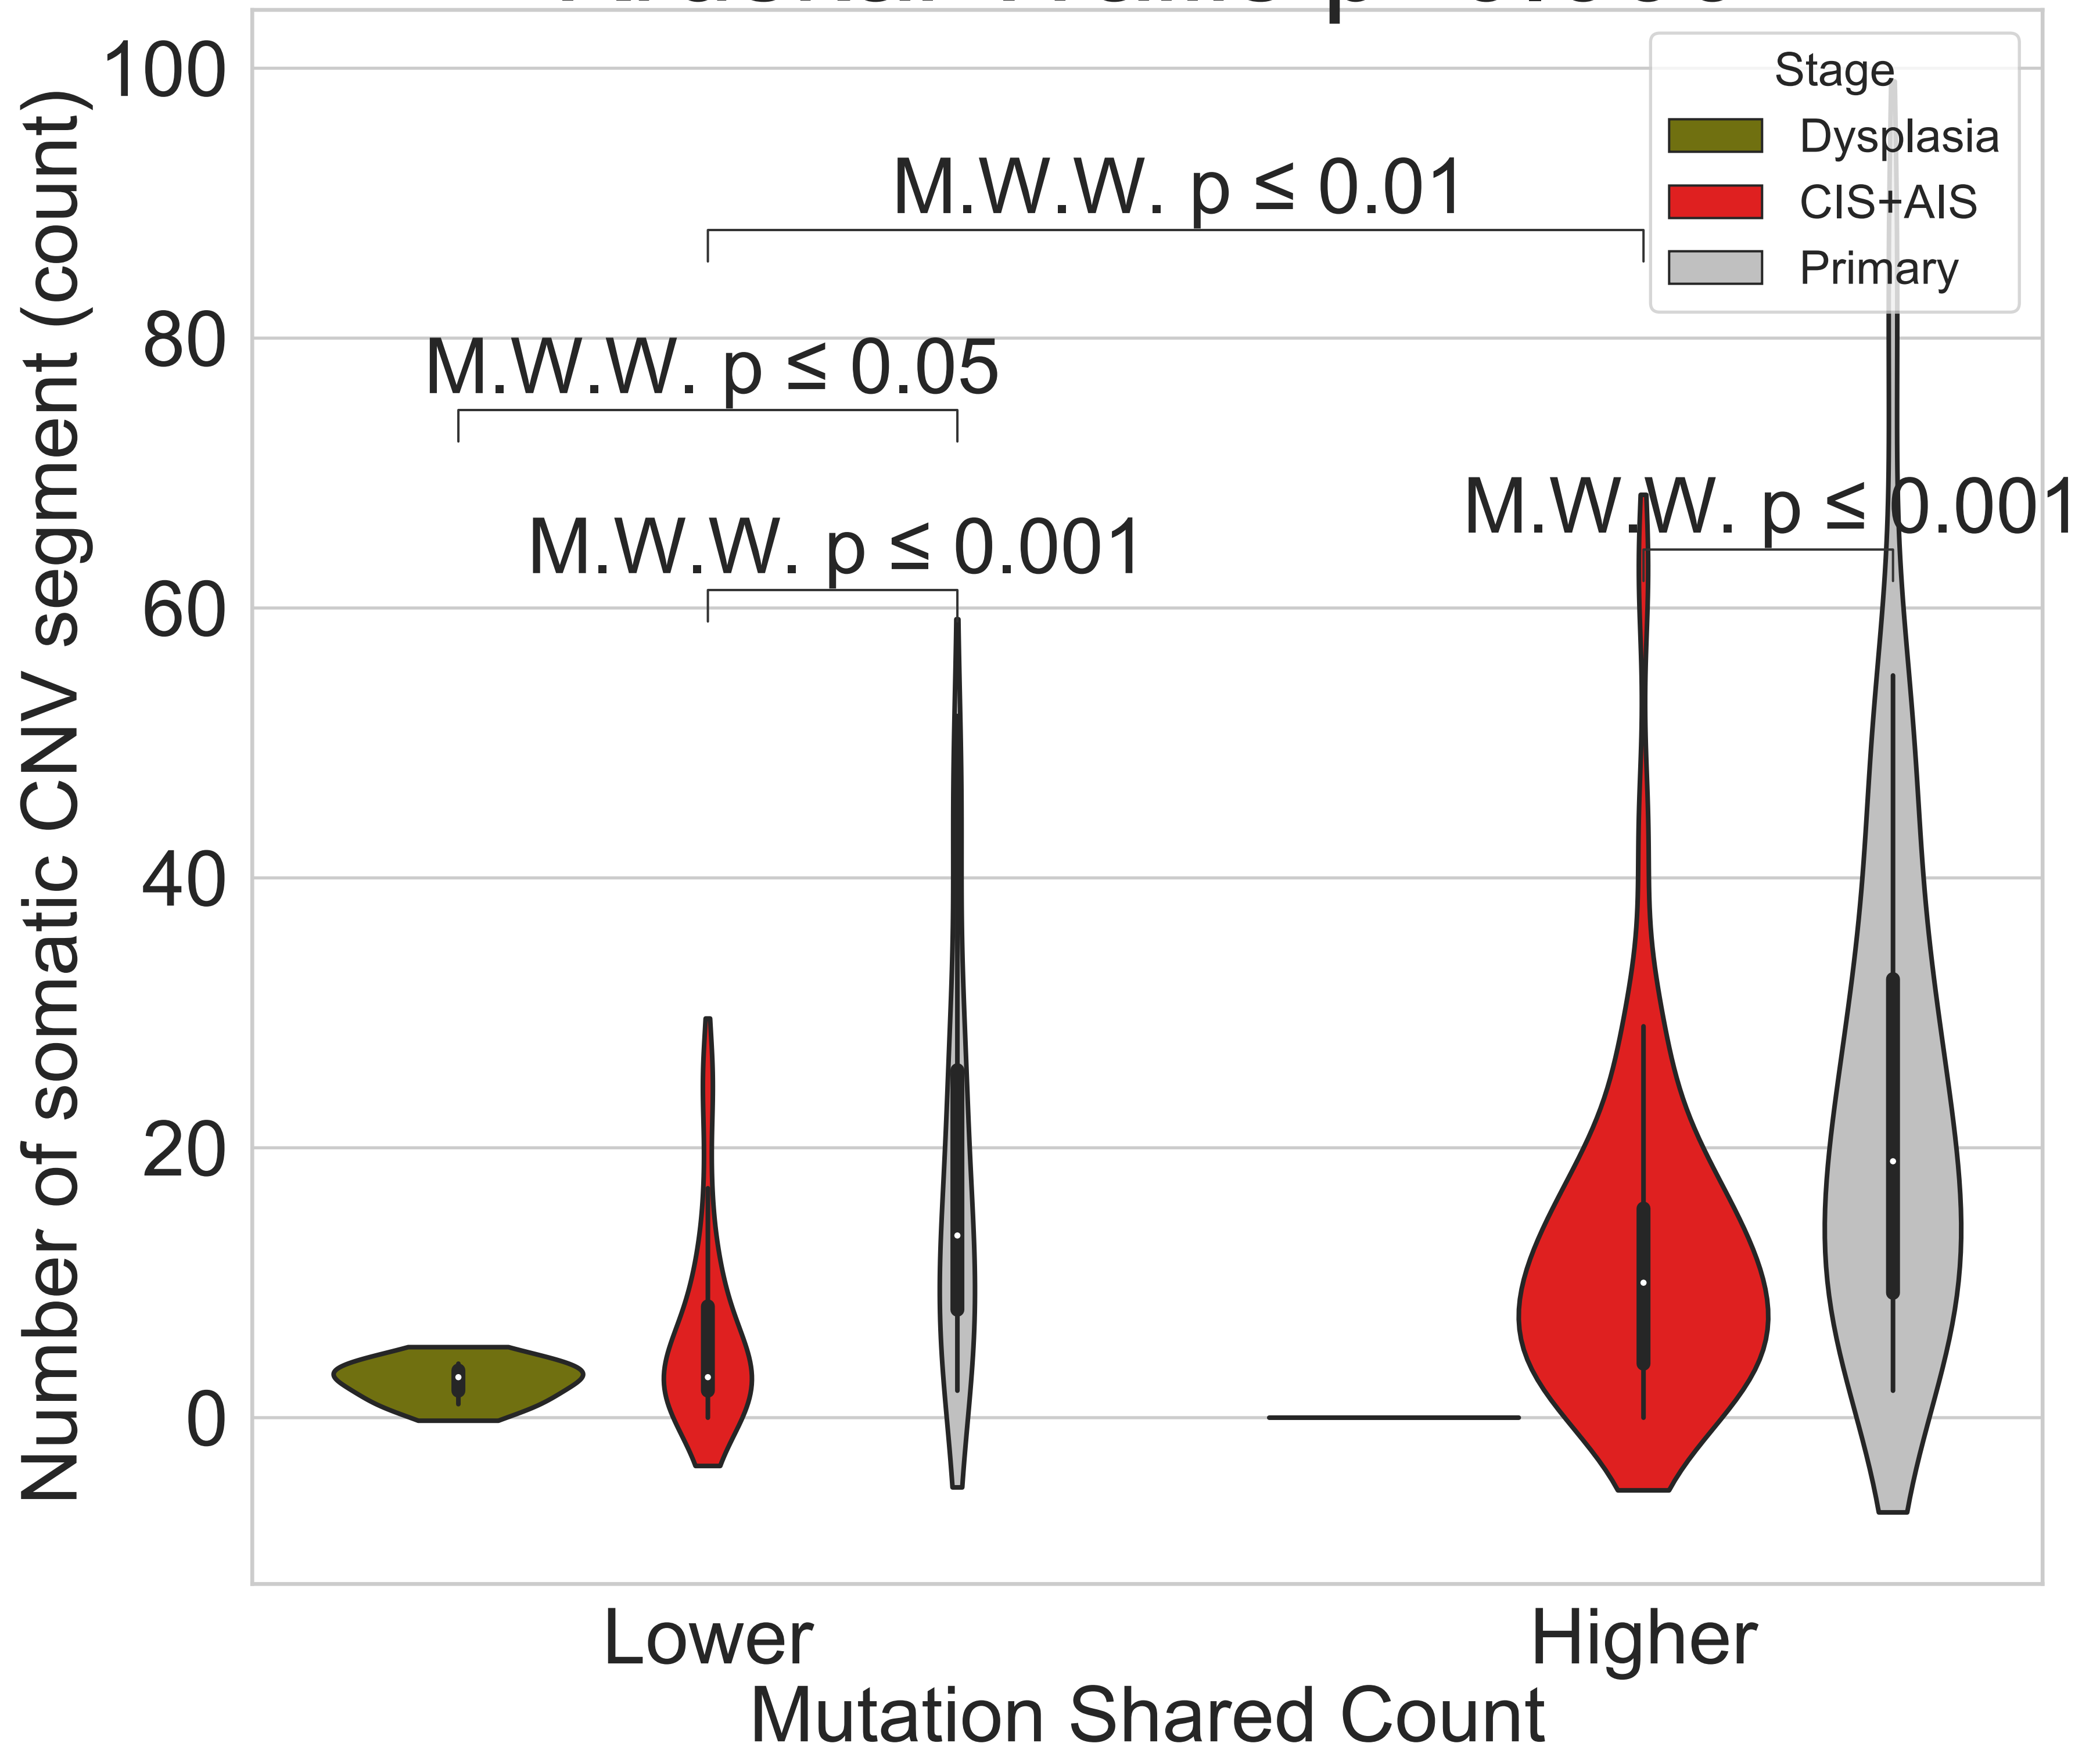 Number of somatic CNV segment (count)
100
80
60
40
20
0
Stage
Dysplasia
CIS+AIS
Primary
M.W.W. p ≤ 0.01
M.W.W. p ≤ 0.05
M.W.W. p ≤ 0.001
M.W.W. p ≤ 0.001
Lower
Higher
Mutation Shared Count